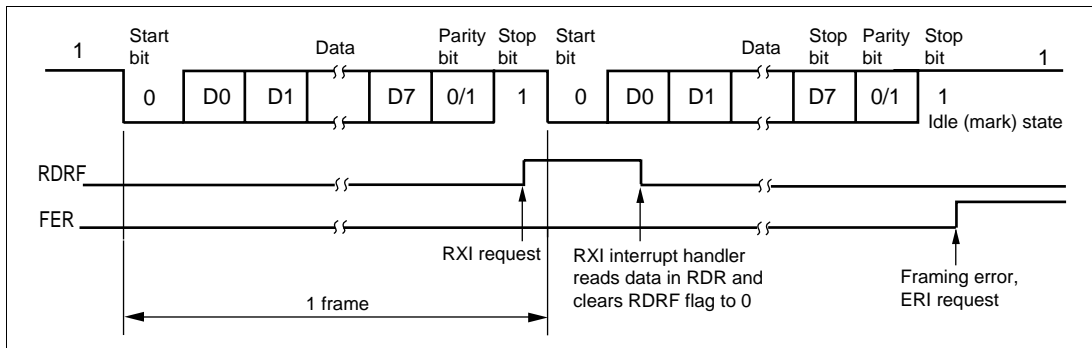 1
Start bit
Data
Parity bit
Stop bit
Start bit
Data
Stop bit
Parity bit
Stop bit
1
0 D0 D1 D7 0/1 1 0 D0 D1 D7 0/1 1
Idle (mark) state
RDRF
FER
RXI request
RXI interrupt handler
reads data in RDR and
clears RDRF flag to 0
Framing error,
ERI request
1 frame